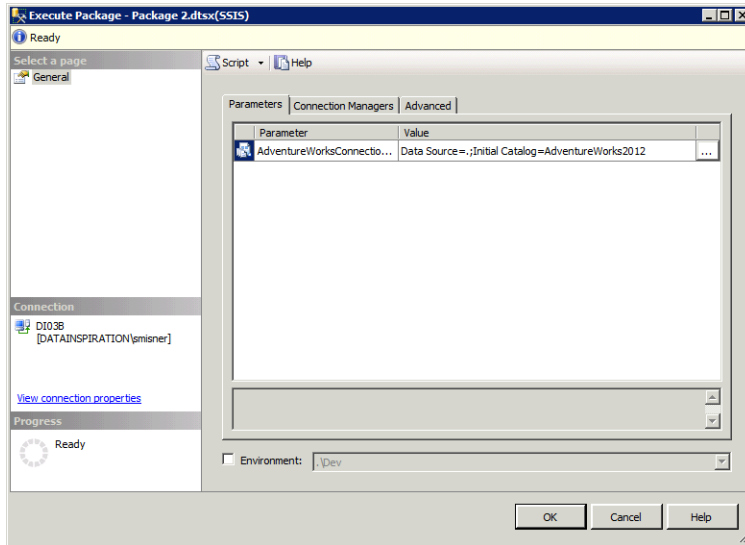 Execute Package - Package 2.dtsx(SSIS)
Ready
Select a page
General
Script
Help
Parameters
Connection Managers
Advanced
Parameter
Value
AdventureWorksConnectio...
Data Source=.;Initial Catalog=AdventureWorks2012
...
Connection
DI03B
[DATAINSPIRATION\smisner]
View connection properties
Progress
Ready
Environment:
.\Dev
OK
Cancel
Help